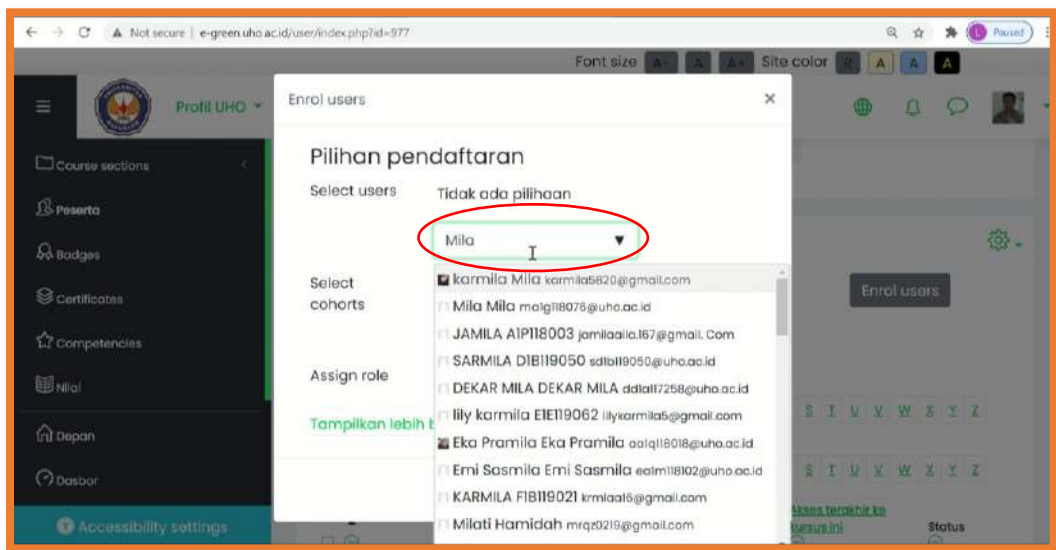 Not secure | e-green.uho.ac.id/user/index.php?id=977
Paused
Font size A- A A+ Site color R A A A
Profil UHO
Enrol users ×
Course sections
Peserta
Badges
Certificates
Competencies
Nilai
Depan
Dasbor
Accessibility settings
Pilihan pendaftaran
Select users Tidak ada pilihaan
Mila
Select cohorts
karmila Mila karmila5820@gmail.com
Mila Mila ma1g118076@uho.ac.id
JAMILA A1P118003 jamilaaila.167@gmail. Com
SARMILA D1B119050 sd1b119050@uho.ac.id
DEKAR MILA DEKAR MILA dd1a117258@uho.ac.id
lily karmila E1E119062 lilykarmila5@gmail.com
Eka Pramila Eka Pramila aa1q118018@uho.ac.id
Emi Sasmila Emi Sasmila ea1m118102@uho.ac.id
KARMILA F1B119021 krmlaa16@gmail.com
Milati Hamidah mrqz0219@gmail.com
Assign role
Tampilkan lebih
Enrol users
S T U V W X Y Z
S T U V W X Y Z
Akses terakhir ke kursus ini
Status